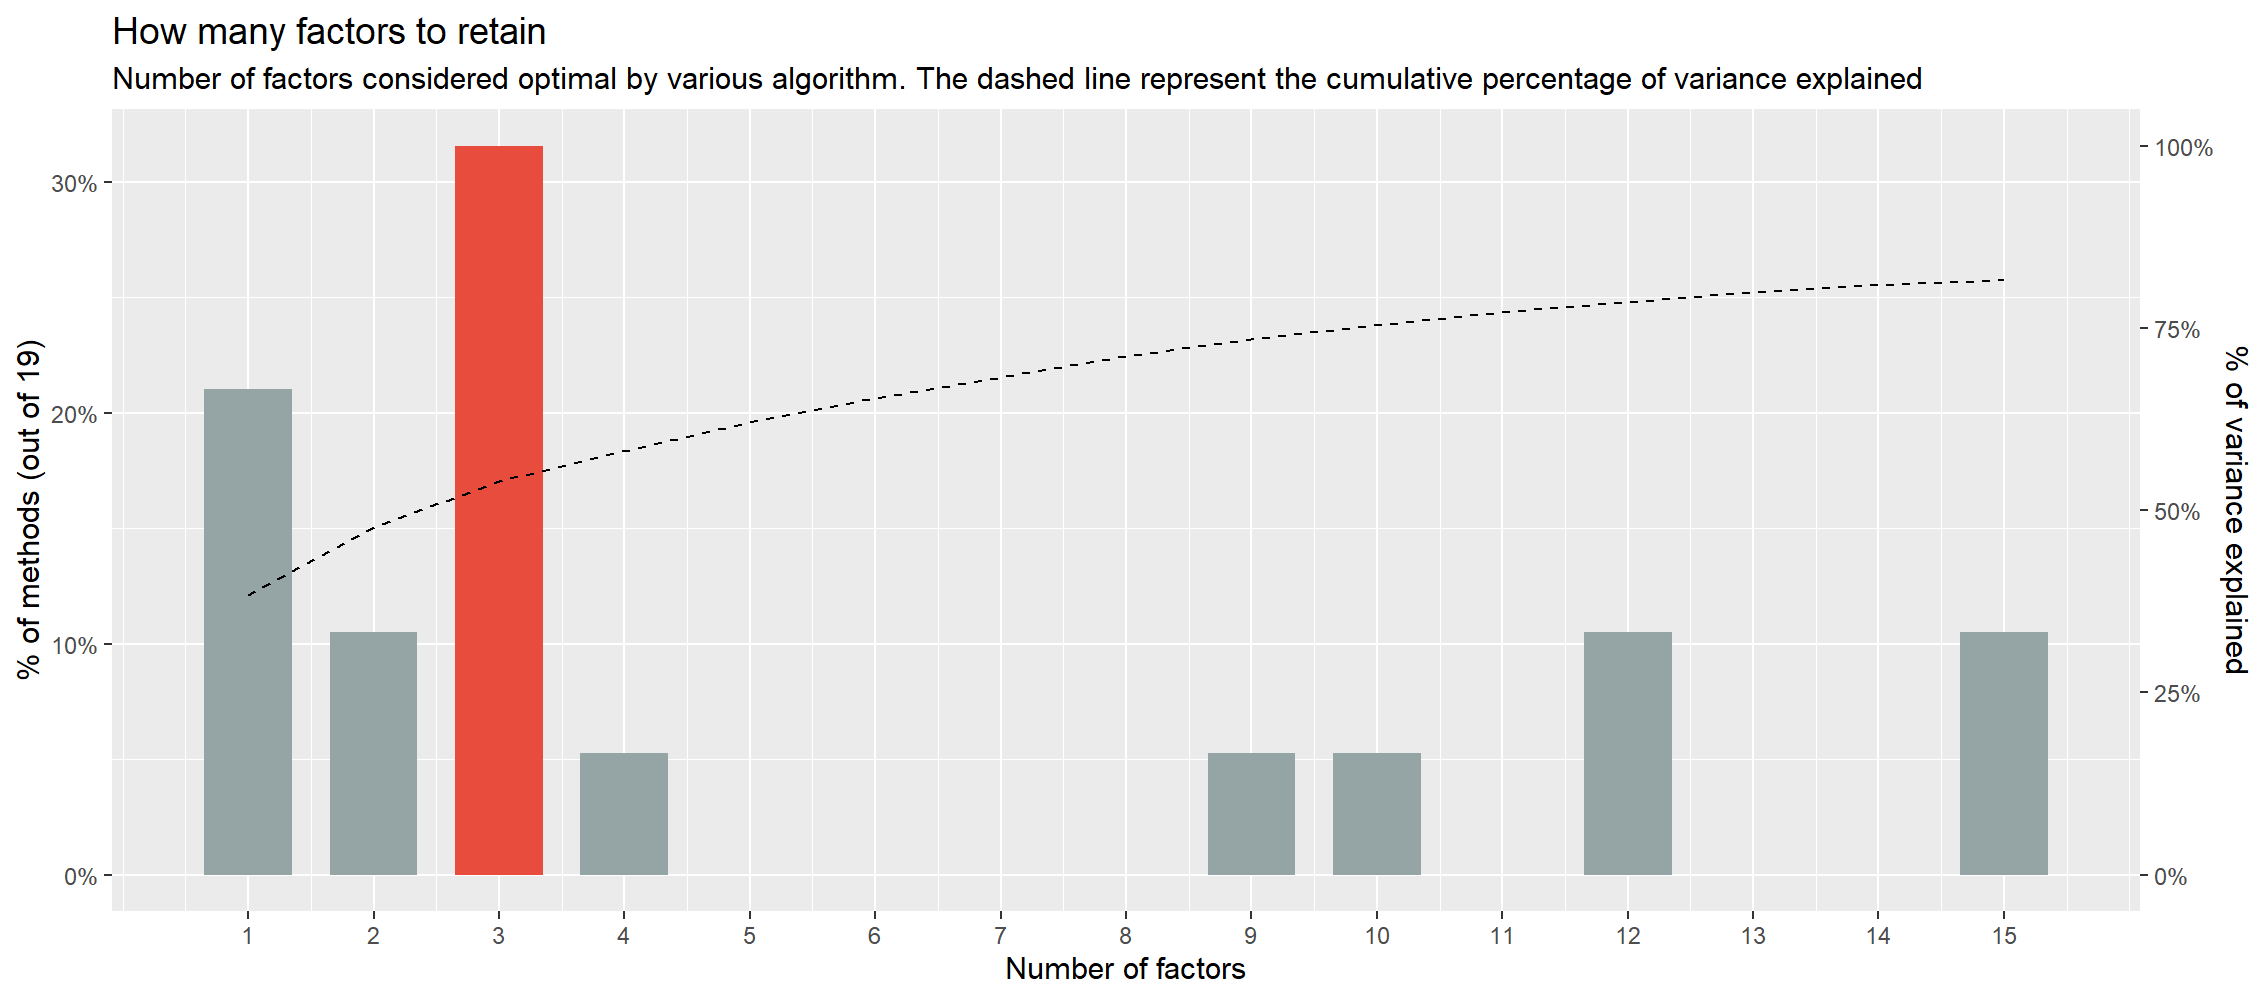 How many factors to retain
Number of factors considered optimal by various algorithm. The dashed line represent the cumulative percentage of variance explained
% of methods (out of 19)
30%
20%
10%
0%
100%
75%
50%
25%
0%
% of variance explained
1 2 3 4 5 6 7 8 9 10 11 12 13 14 15
Number of factors